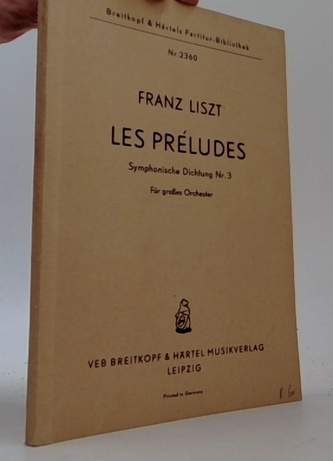 Breitkopf & Härtels Partitur-Bibliothek
Nr. 2360
FRANZ LISZT
LES PRÉLUDES
Symphonische Dichtung Nr. 3
Für großes Orchester
VEB BREITKOPF & HÄRTEL MUSIKVERLAG
LEIPZIG
Printed in Germany